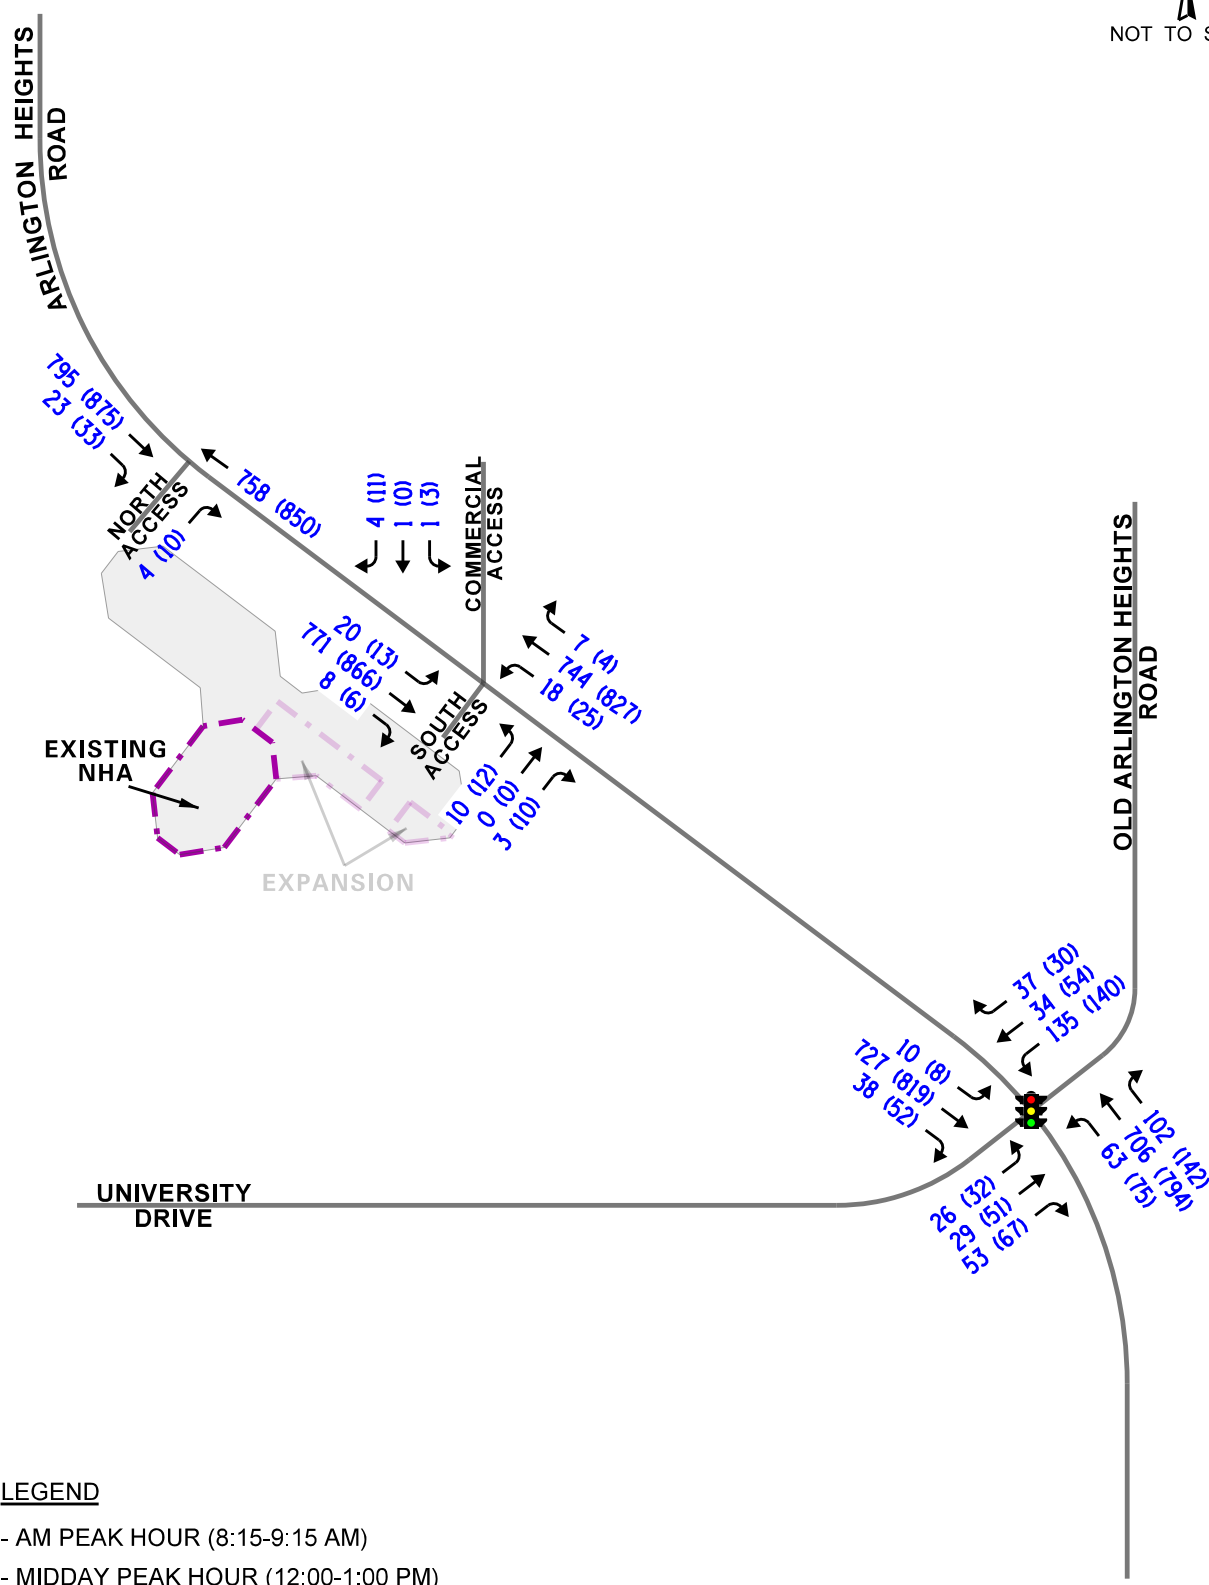 NOT TO S
ARLINGTON HEIGHTS
ROAD
795 (875)
23 (33)
NORTH
ACCESS
4 (10)
758 (850)
4 (11)
1 (0)
1 (3)
COMMERCIAL
ACCESS
20 (13)
771 (866)
8 (6)
7 (4)
744 (827)
18 (25)
SOUTH
ACCESS
10 (12)
0 (0)
3 (10)
EXISTING
NHA
EXPANSION
OLD ARLINGTON HEIGHTS
ROAD
37 (30)
34 (54)
135 (140)
10 (8)
727 (819)
38 (52)
102 (142)
706 (794)
63 (75)
26 (32)
29 (51)
53 (67)
UNIVERSITY
DRIVE
LEGEND
- AM PEAK HOUR (8:15-9:15 AM)
- MIDDAY PEAK HOUR (12:00-1:00 PM)